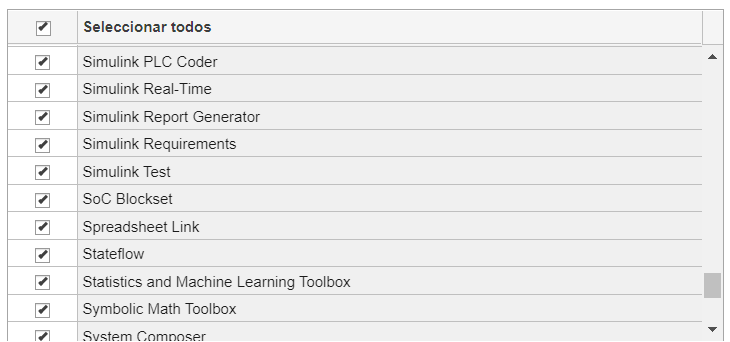 Seleccionar todos
Simulink PLC Coder
Simulink Real-Time
Simulink Report Generator
Simulink Requirements
Simulink Test
SoC Blockset
Spreadsheet Link
Stateflow
Statistics and Machine Learning Toolbox
Symbolic Math Toolbox
System Composer